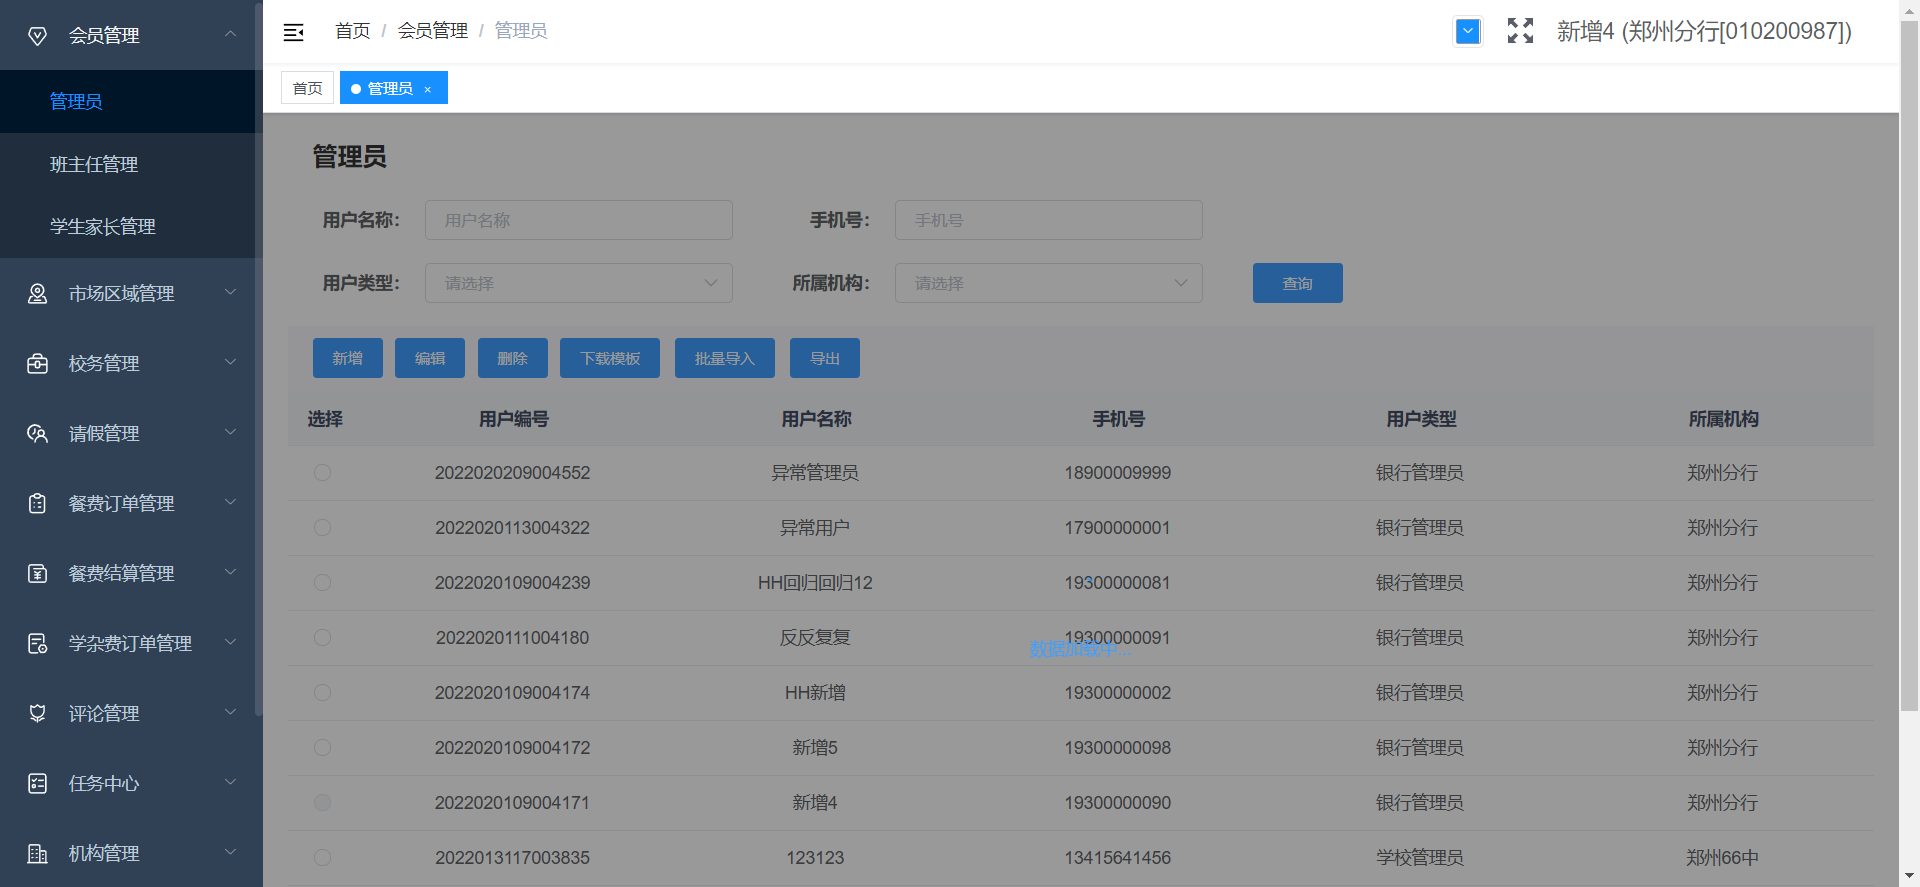 会员管理
管理员
班主任管理
学生家长管理
市场区域管理
校务管理
请假管理
餐费订单管理
餐费结算管理
学杂费订单管理
评论管理
任务中心
机构管理
首页 / 会员管理 / 管理员
新增4 (郑州分行[010200987])
首页
管理员 ×
管理员
用户名称： 用户名称 手机号： 手机号
用户类型： 请选择 所属机构： 请选择 查询
新增 编辑 删除 下载模板 批量导入 导出
选择 用户编号 用户名称 手机号 用户类型 所属机构
2022020209004552 异常管理员 18900009999 银行管理员 郑州分行
2022020113004322 异常用户 17900000001 银行管理员 郑州分行
2022020109004239 HH回归回归12 19300000081 银行管理员 郑州分行
2022020111004180 反反复复 19300000091 银行管理员 郑州分行
数据加载中...
2022020109004174 HH新增 19300000002 银行管理员 郑州分行
2022020109004172 新增5 19300000098 银行管理员 郑州分行
2022020109004171 新增4 19300000090 银行管理员 郑州分行
2022013117003835 123123 13415641456 学校管理员 郑州66中